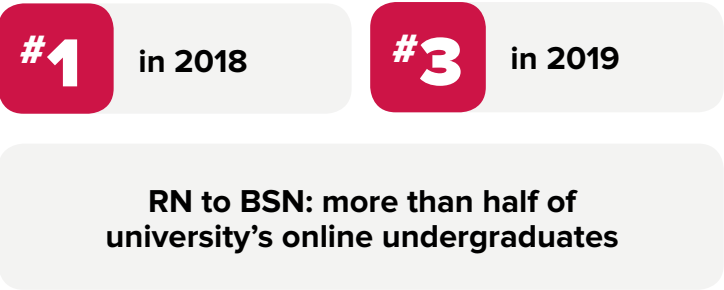 #1 in 2018
#3 in 2019
RN to BSN: more than half of
university’s online undergraduates